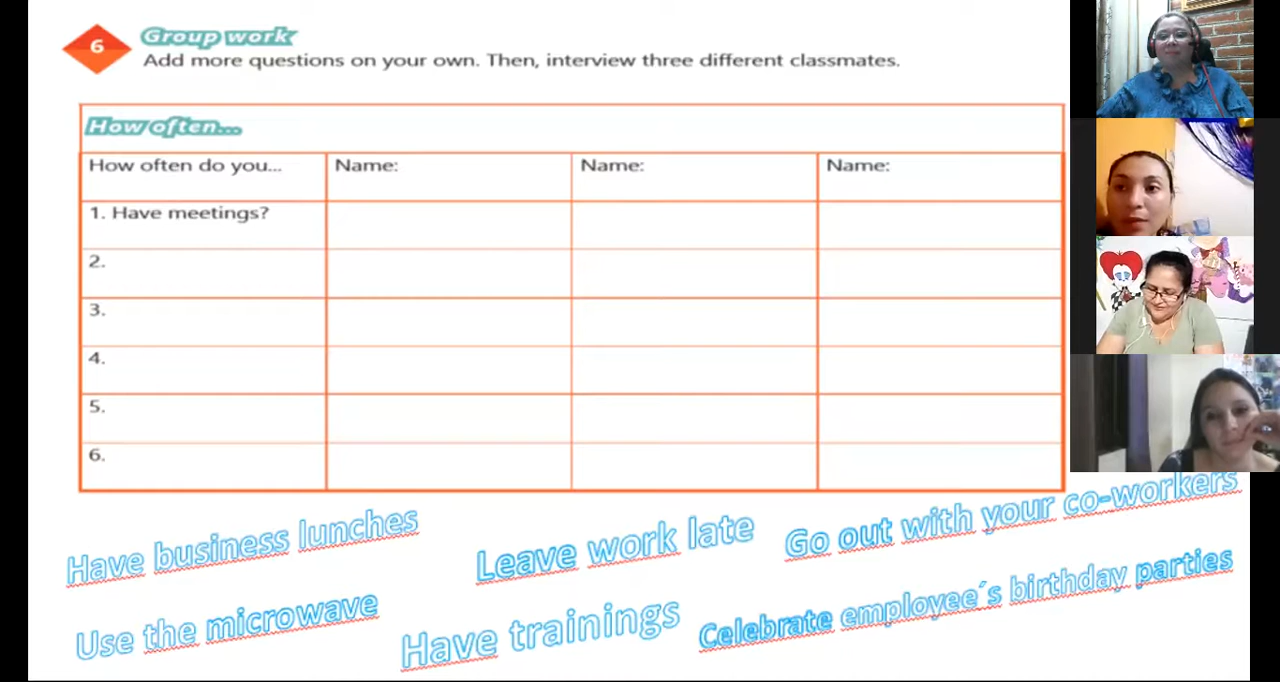 6
Group work
Add more questions on your own. Then, interview three different classmates.
How often...
How often do you... Name: Name: Name:
1. Have meetings?
2.
3.
4.
5.
6.
Have business lunches
Leave work late
Go out with your co-workers
Use the microwave
Have trainings
Celebrate employee´s birthday parties